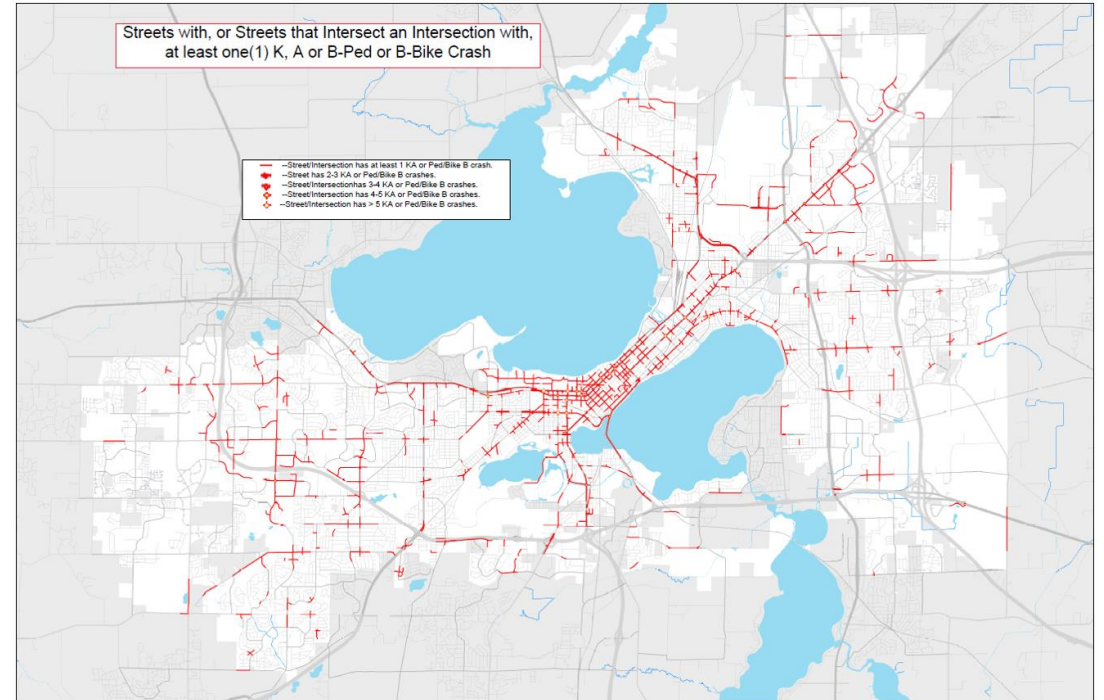 Streets with, or Streets that Intersect an Intersection with,
at least one(1) K, A or B-Ped or B-Bike Crash
--Street/Intersection has at least 1 KA or Ped/Bike B crash.
--Street has 2-3 KA or Ped/Bike B crashes.
--Street/Intersectionhas 3-4 KA or Ped/Bike B crashes.
--Street/Intersection has 4-5 KA or Ped/Bike B crashes.
--Street/Intersection has > 5 KA or Ped/Bike B crashes.